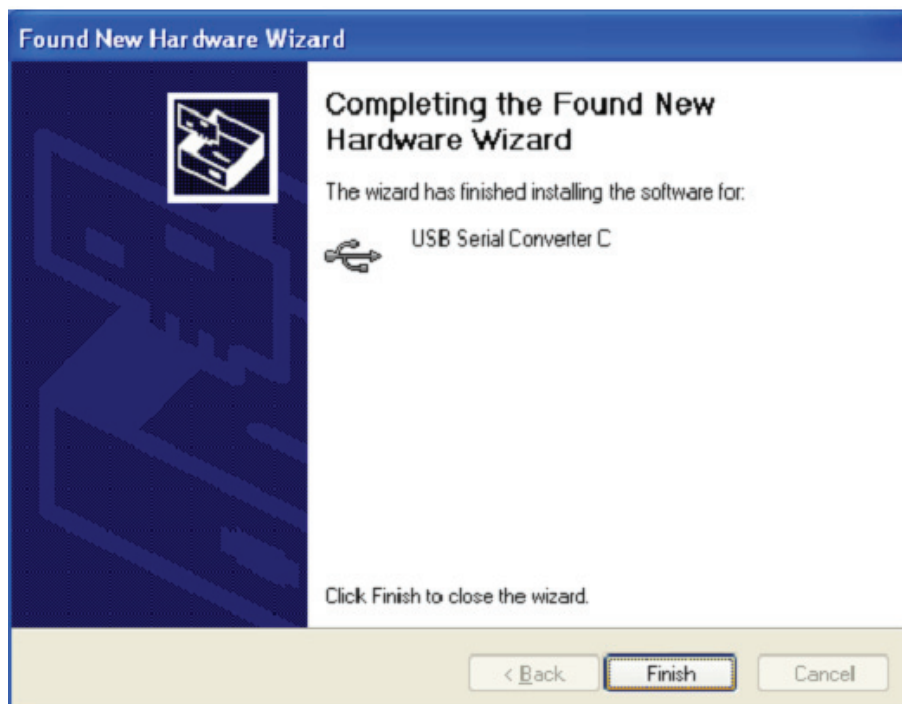 Found New Hardware Wizard
Completing the Found New
Hardware Wizard
The wizard has finished installing the software for:
USB Serial Converter C
Click Finish to close the wizard.
< Back
Finish
Cancel